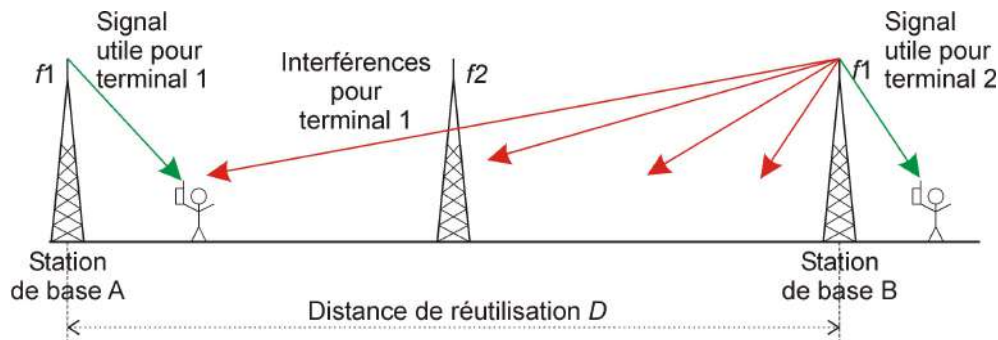 Signal
utile pour
terminal 1
f1
Interférences
pour
terminal 1
f2
f1
Signal
utile pour
terminal 2
Station
de base A
Station
de base B
Distance de réutilisation D